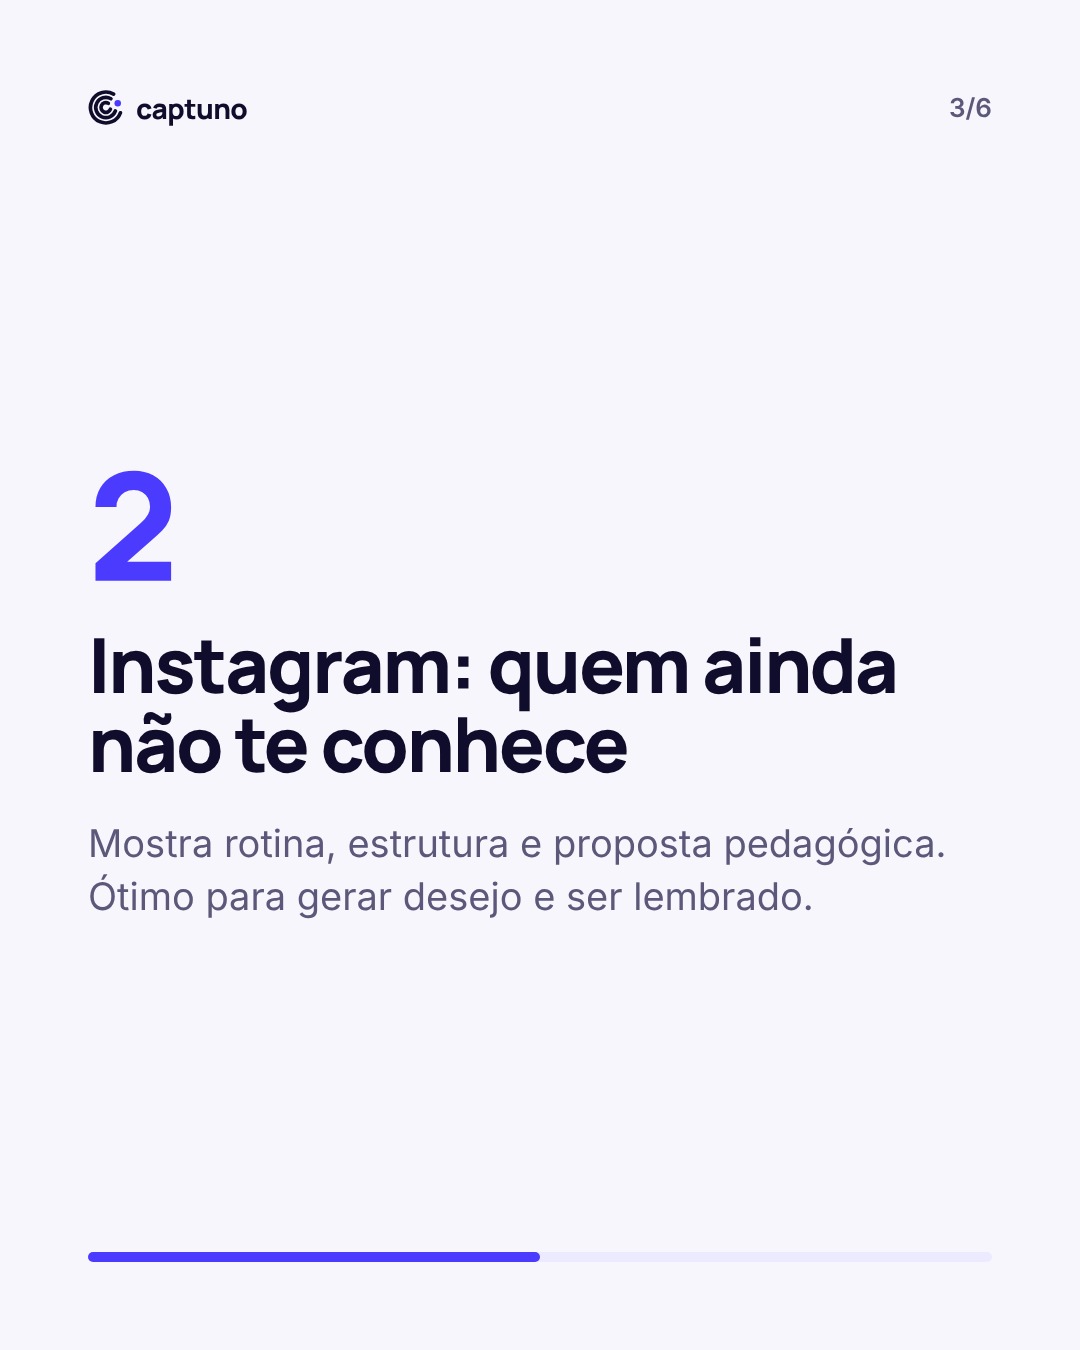 captuno
3/6
2
Instagram: quem ainda
não te conhece
Mostra rotina, estrutura e proposta pedagógica.
Ótimo para gerar desejo e ser lembrado.